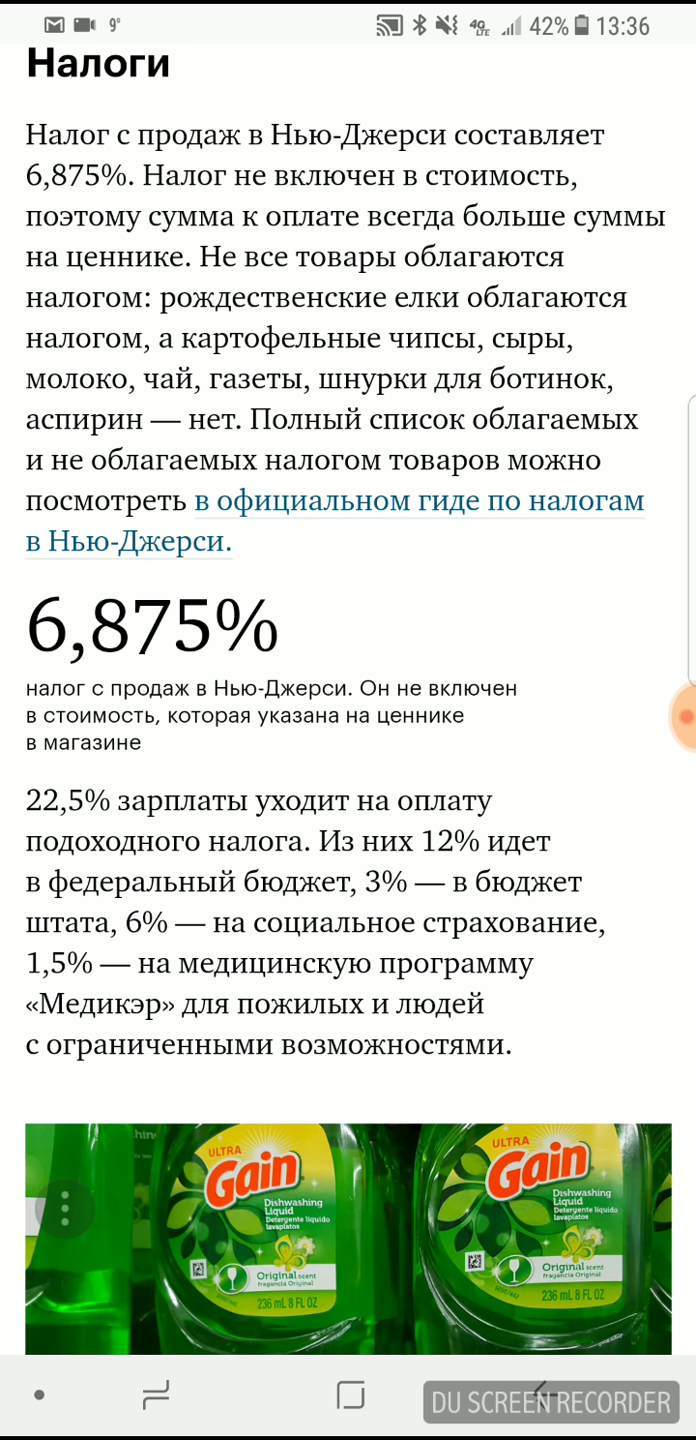 9°
4G LTE 42% 13:36
Налоги
Налог с продаж в Нью-Джерси составляет
6,875%. Налог не включен в стоимость,
поэтому сумма к оплате всегда больше суммы
на ценнике. Не все товары облагаются
налогом: рождественские елки облагаются
налогом, а картофельные чипсы, сыры,
молоко, чай, газеты, шнурки для ботинок,
аспирин — нет. Полный список облагаемых
и не облагаемых налогом товаров можно
посмотреть в официальном гиде по налогам
в Нью-Джерси.
6,875%
налог с продаж в Нью-Джерси. Он не включен
в стоимость, которая указана на ценнике
в магазине
22,5% зарплаты уходит на оплату
подоходного налога. Из них 12% идет
в федеральный бюджет, 3% — в бюджет
штата, 6% — на социальное страхование,
1,5% — на медицинскую программу
«Медикэр» для пожилых и людей
с ограниченными возможностями.
ULTRA
Gain
Dishwashing
Liquid
Detergente líquido
lavaplatos
Original scent
fragancia Original
236 mL 8 FL OZ
ULTRA
Gain
Dishwashing
Liquid
Detergente líquido
lavaplatos
Original scent
fragancia Original
236 mL 8 FL OZ
DU SCREEN RECORDER